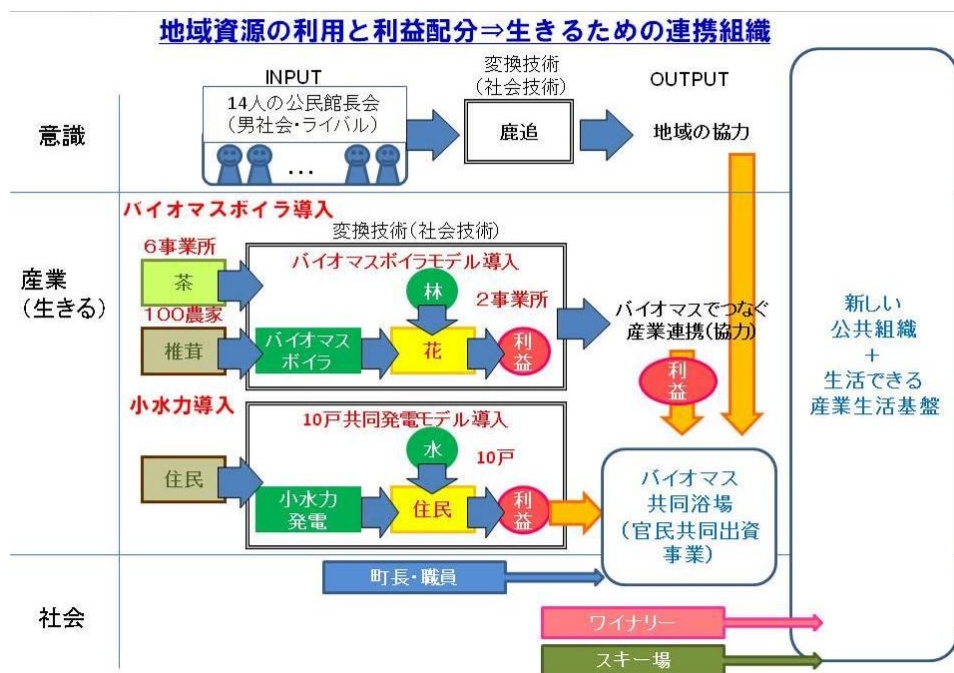 地域資源の利用と利益配分⇒生きるための連携組織
INPUT
変換技術
(社会技術)
OUTPUT
意識
14人の公民館長会
(男社会・ライバル)
…
鹿追
地域の協力
バイオマスボイラ導入
変換技術(社会技術)
産業
(生きる)
6事業所
茶
100農家
椎茸
バイオマスボイラモデル導入
林
2事業所
バイオマス
ボイラ
花
利
益
バイオマスでつなぐ
産業連携(協力)
利
益
小水力導入
10戸共同発電モデル導入
水
10戸
住民
小水力
発電
住民
利
益
バイオマス
共同浴場
(官民共同出資
事業)
新しい
公共組織
+
生活できる
産業生活基盤
社会
町長・職員
ワイナリー
スキー場